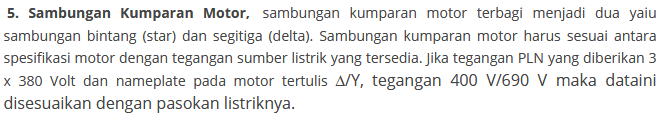 5. Sambungan Kumparan Motor, sambungan kumparan motor terbagi menjadi dua yaiu
sambungan bintang (star) dan segitiga (delta). Sambungan kumparan motor harus sesuai antara
spesifikasi motor dengan tegangan sumber listrik yang tersedia. Jika tegangan PLN yang diberikan 3
x 380 Volt dan nameplate pada motor tertulis Δ/Y, tegangan 400 V/690 V maka dataini
disesuaikan dengan pasokan listriknya.